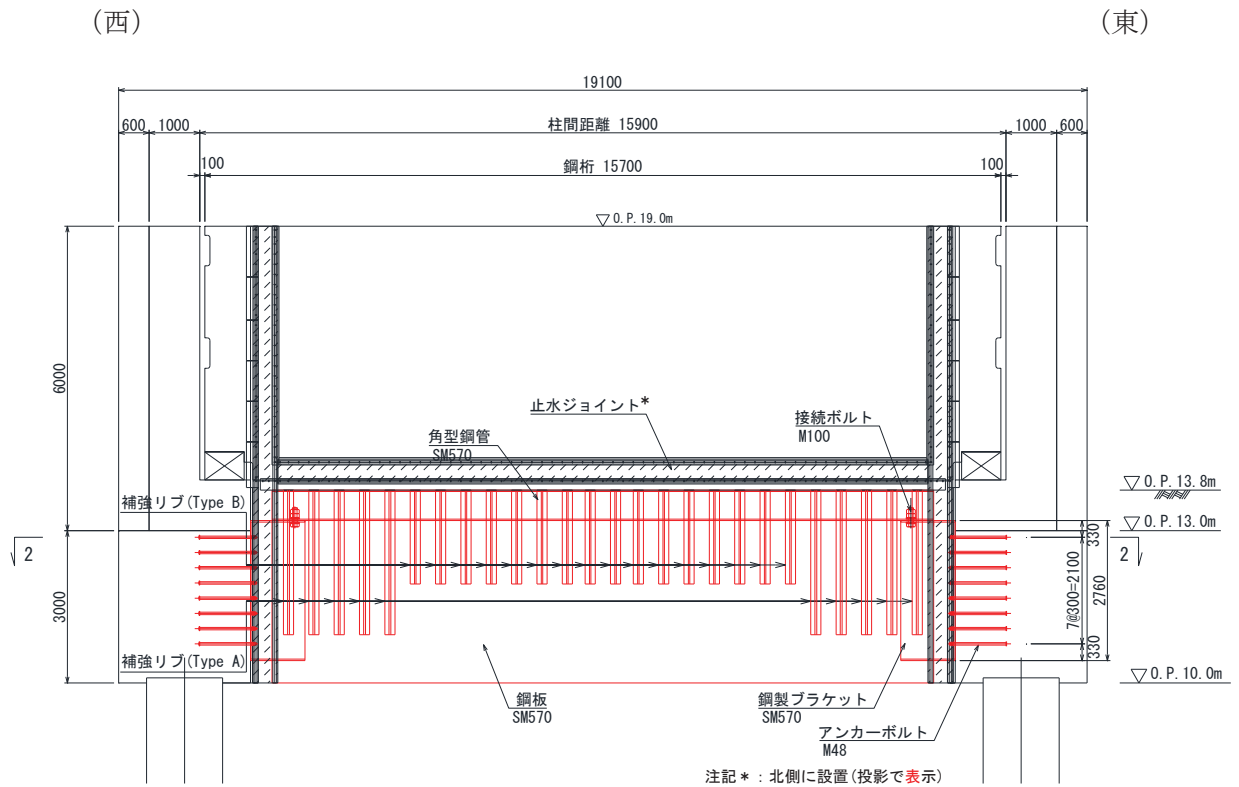 (西)
(東)
19100
600
1000
柱間距離 15900
1000
600
100
鋼桁 15700
100
O.P.19.0m
6000
止水ジョイント*
接続ボルト
M100
角型鋼管
SM570
補強リブ(Type B)
O.P.13.8m
O.P.13.0m
2
2
330
7@300=2100
2760
330
3000
補強リブ(Type A)
O.P.10.0m
鋼板
SM570
鋼製ブラケット
SM570
アンカーボルト
M48
注記*:北側に設置(投影で表示)